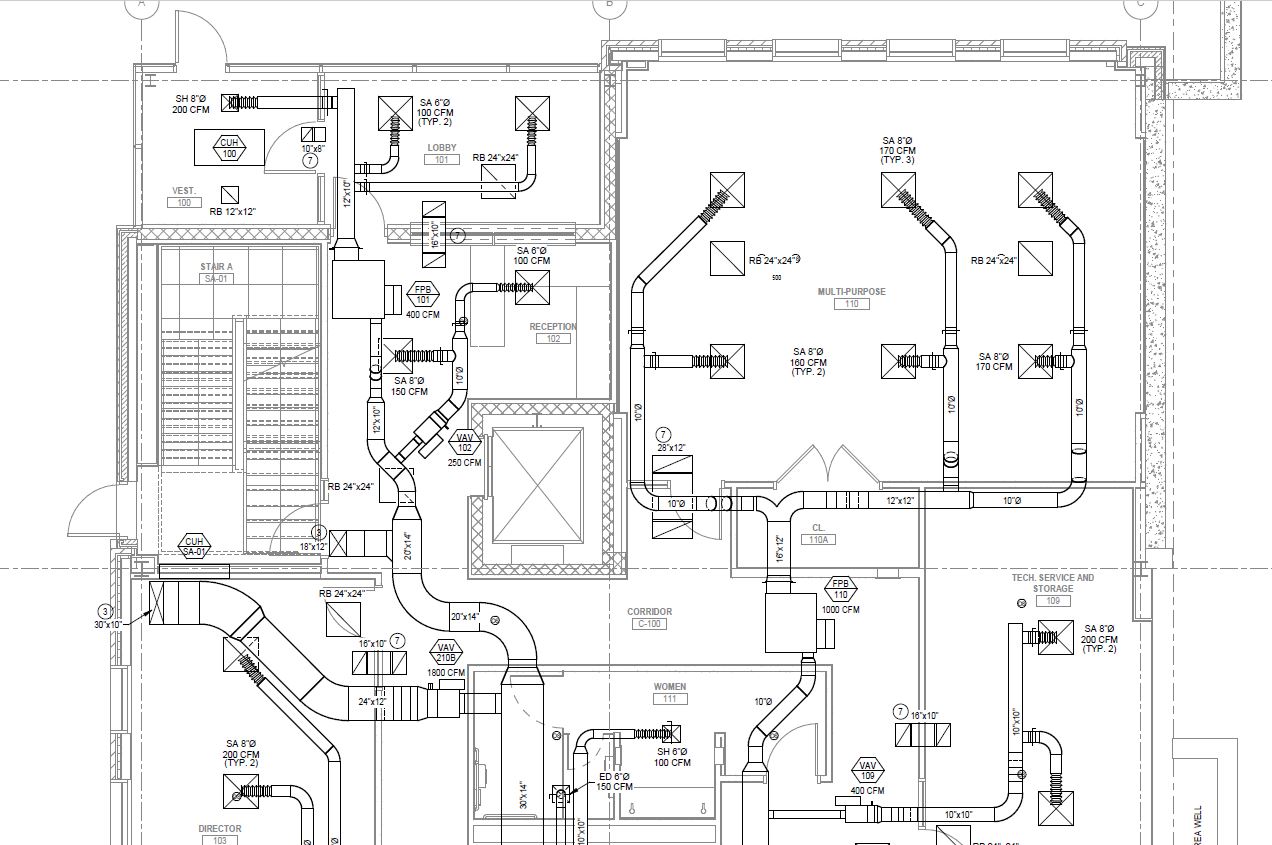 A
B
C
SH 8"Ø
200 CFM
CUH
100
10"x8"
7
VEST.
100
RB 12"x12"
12"x10"
SA 6"Ø
100 CFM
(TYP. 2)
LOBBY
101
RB 24"x24"
16"x10"
7
SA 6"Ø
100 CFM
SA 8"Ø
170 CFM
(TYP. 3)
RB 24"x24"
500
RB 24"x24"
MULTI-PURPOSE
110
STAIR A
SA-01
FPB
101
400 CFM
RECEPTION
102
SA 8"Ø
150 CFM
10"Ø
12"x10"
VAV
102
250 CFM
SA 8"Ø
160 CFM
(TYP. 2)
SA 8"Ø
170 CFM
10"Ø
10"Ø
10"Ø
7
28"x12"
RB 24"x24"
10"Ø
12"x12"
10"Ø
CL.
110A
16"x12"
3
18"x12"
20"x14"
CUH
SA-01
FPB
110
1000 CFM
TECH. SERVICE AND
STORAGE
109
3
30"x10"
RB 24"x24"
20"x14"
CORRIDOR
C-100
SA 8"Ø
200 CFM
(TYP. 2)
16"x10"
7
VAV
210B
1800 CFM
24"x12"
WOMEN
111
10"Ø
7
16"x10"
10"x10"
SA 8"Ø
200 CFM
(TYP. 2)
SH 6"Ø
100 CFM
ED 6"Ø
150 CFM
30"x14"
10"x10"
VAV
109
400 CFM
10"x10"
DIRECTOR
103
RB 24"x24"
AREA WELL